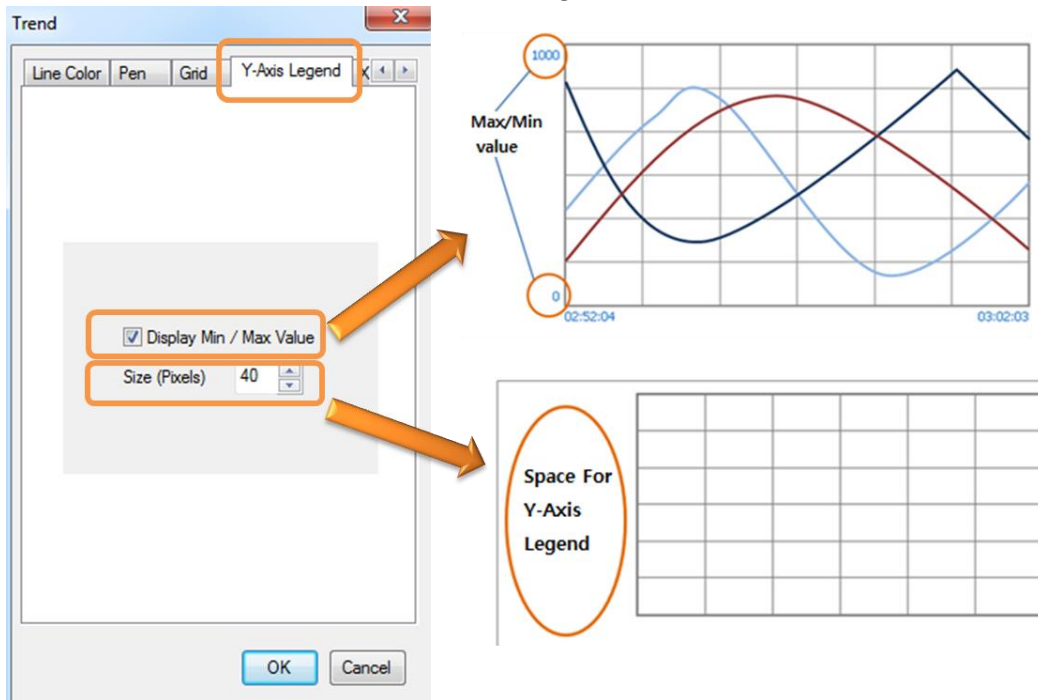 Trend
Line Color
Pen
Grid
Y-Axis Legend
X
Display Min / Max Value
Size (Pixels)
40
OK
Cancel
1000
Max/Min
value
0
02:52:04
03:02:03
Space For
Y-Axis
Legend